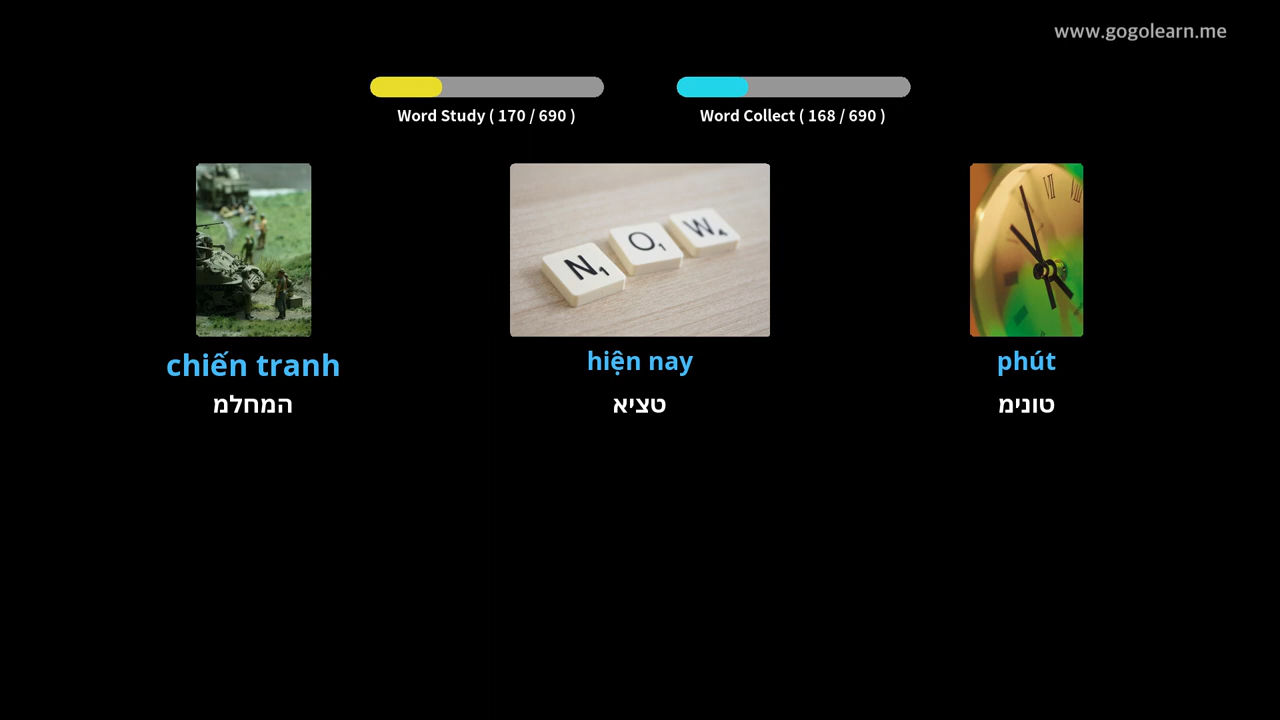 www.gogolearn.me
Word Study ( 170 / 690 )
Word Collect ( 168 / 690 )
chiến tranh
המחלמ
hiện nay
טציא
phút
טונימ
NOW